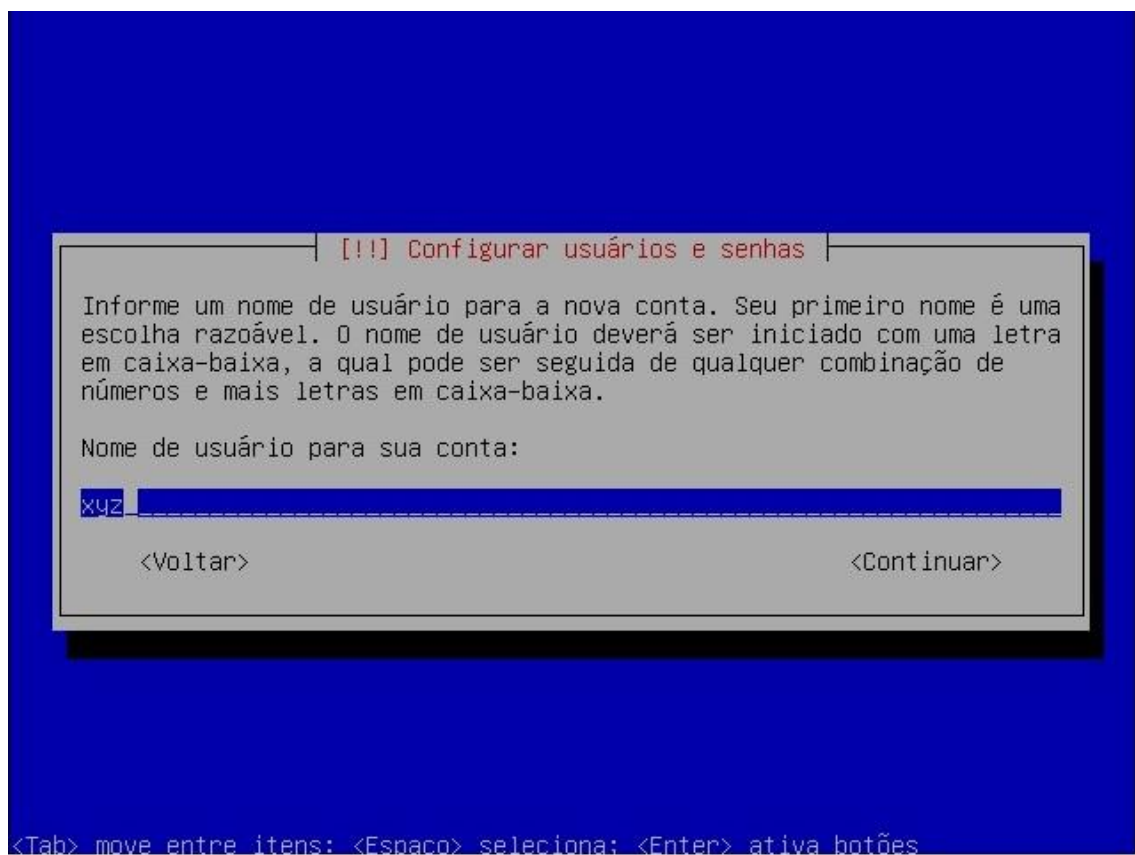 [!!] Configurar usuários e senhas
Informe um nome de usuário para a nova conta. Seu primeiro nome é uma
escolha razoável. O nome de usuário deverá ser iniciado com uma letra
em caixa-baixa, a qual pode ser seguida de qualquer combinação de
números e mais letras em caixa-baixa.
Nome de usuário para sua conta:
xyz
<Voltar> <Continuar>
<Tab> move entre itens; <Espaço> seleciona; <Enter> ativa botões